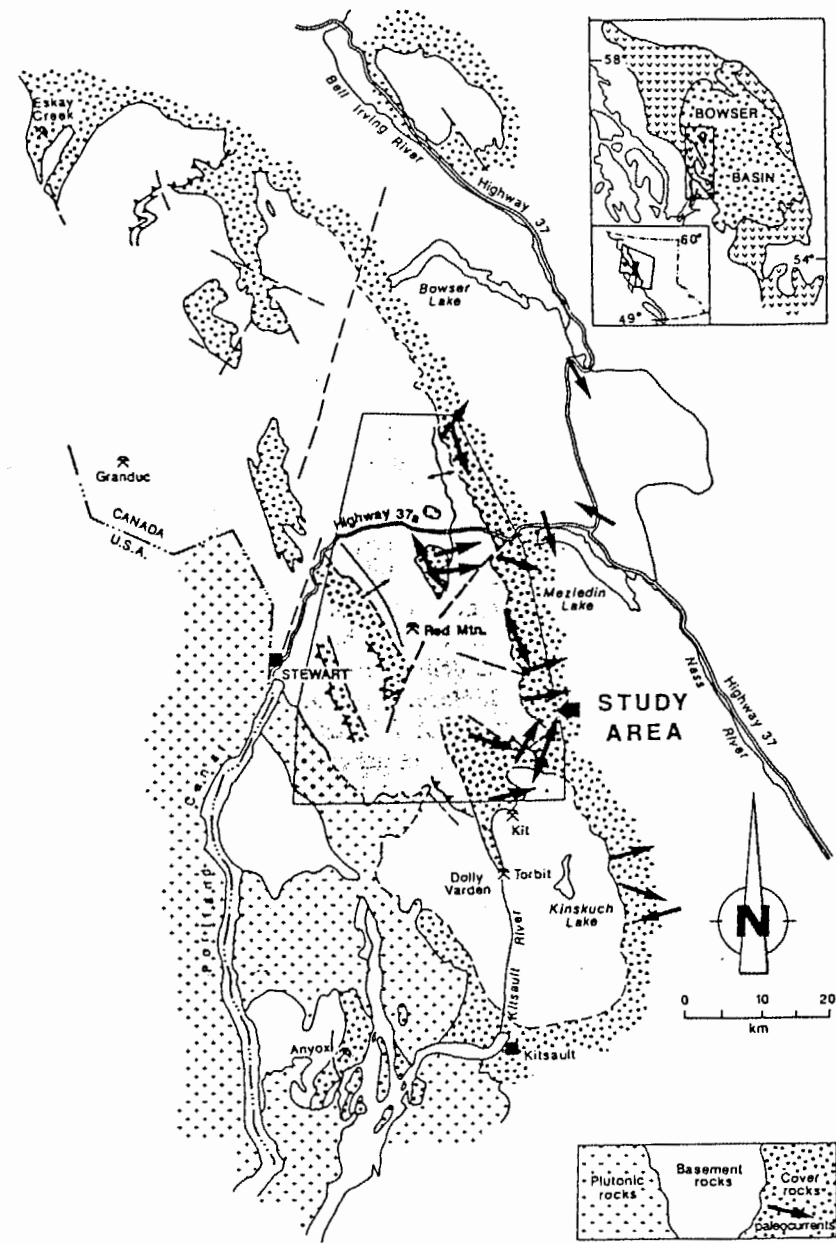 Eskay
Creek
Bell Irving River
Highway 37
58°
BOWSER
BASIN
54°
60°
49°
Bowser
Lake
Granduc
CANADA
U.S.A.
Highway 37a
Meziedin
Lake
Red Mtn.
STEWART
STUDY
AREA
Nass
River
Highway 37
Portland
Canal
Kit
Dolly
Varden
Torbit
Kinskuch
Lake
Kitsault
River
N
0 10 20
km
Anyox
Kitsault
Plutonic
rocks
Basement
rocks
Cover
rocks
paleocurrents